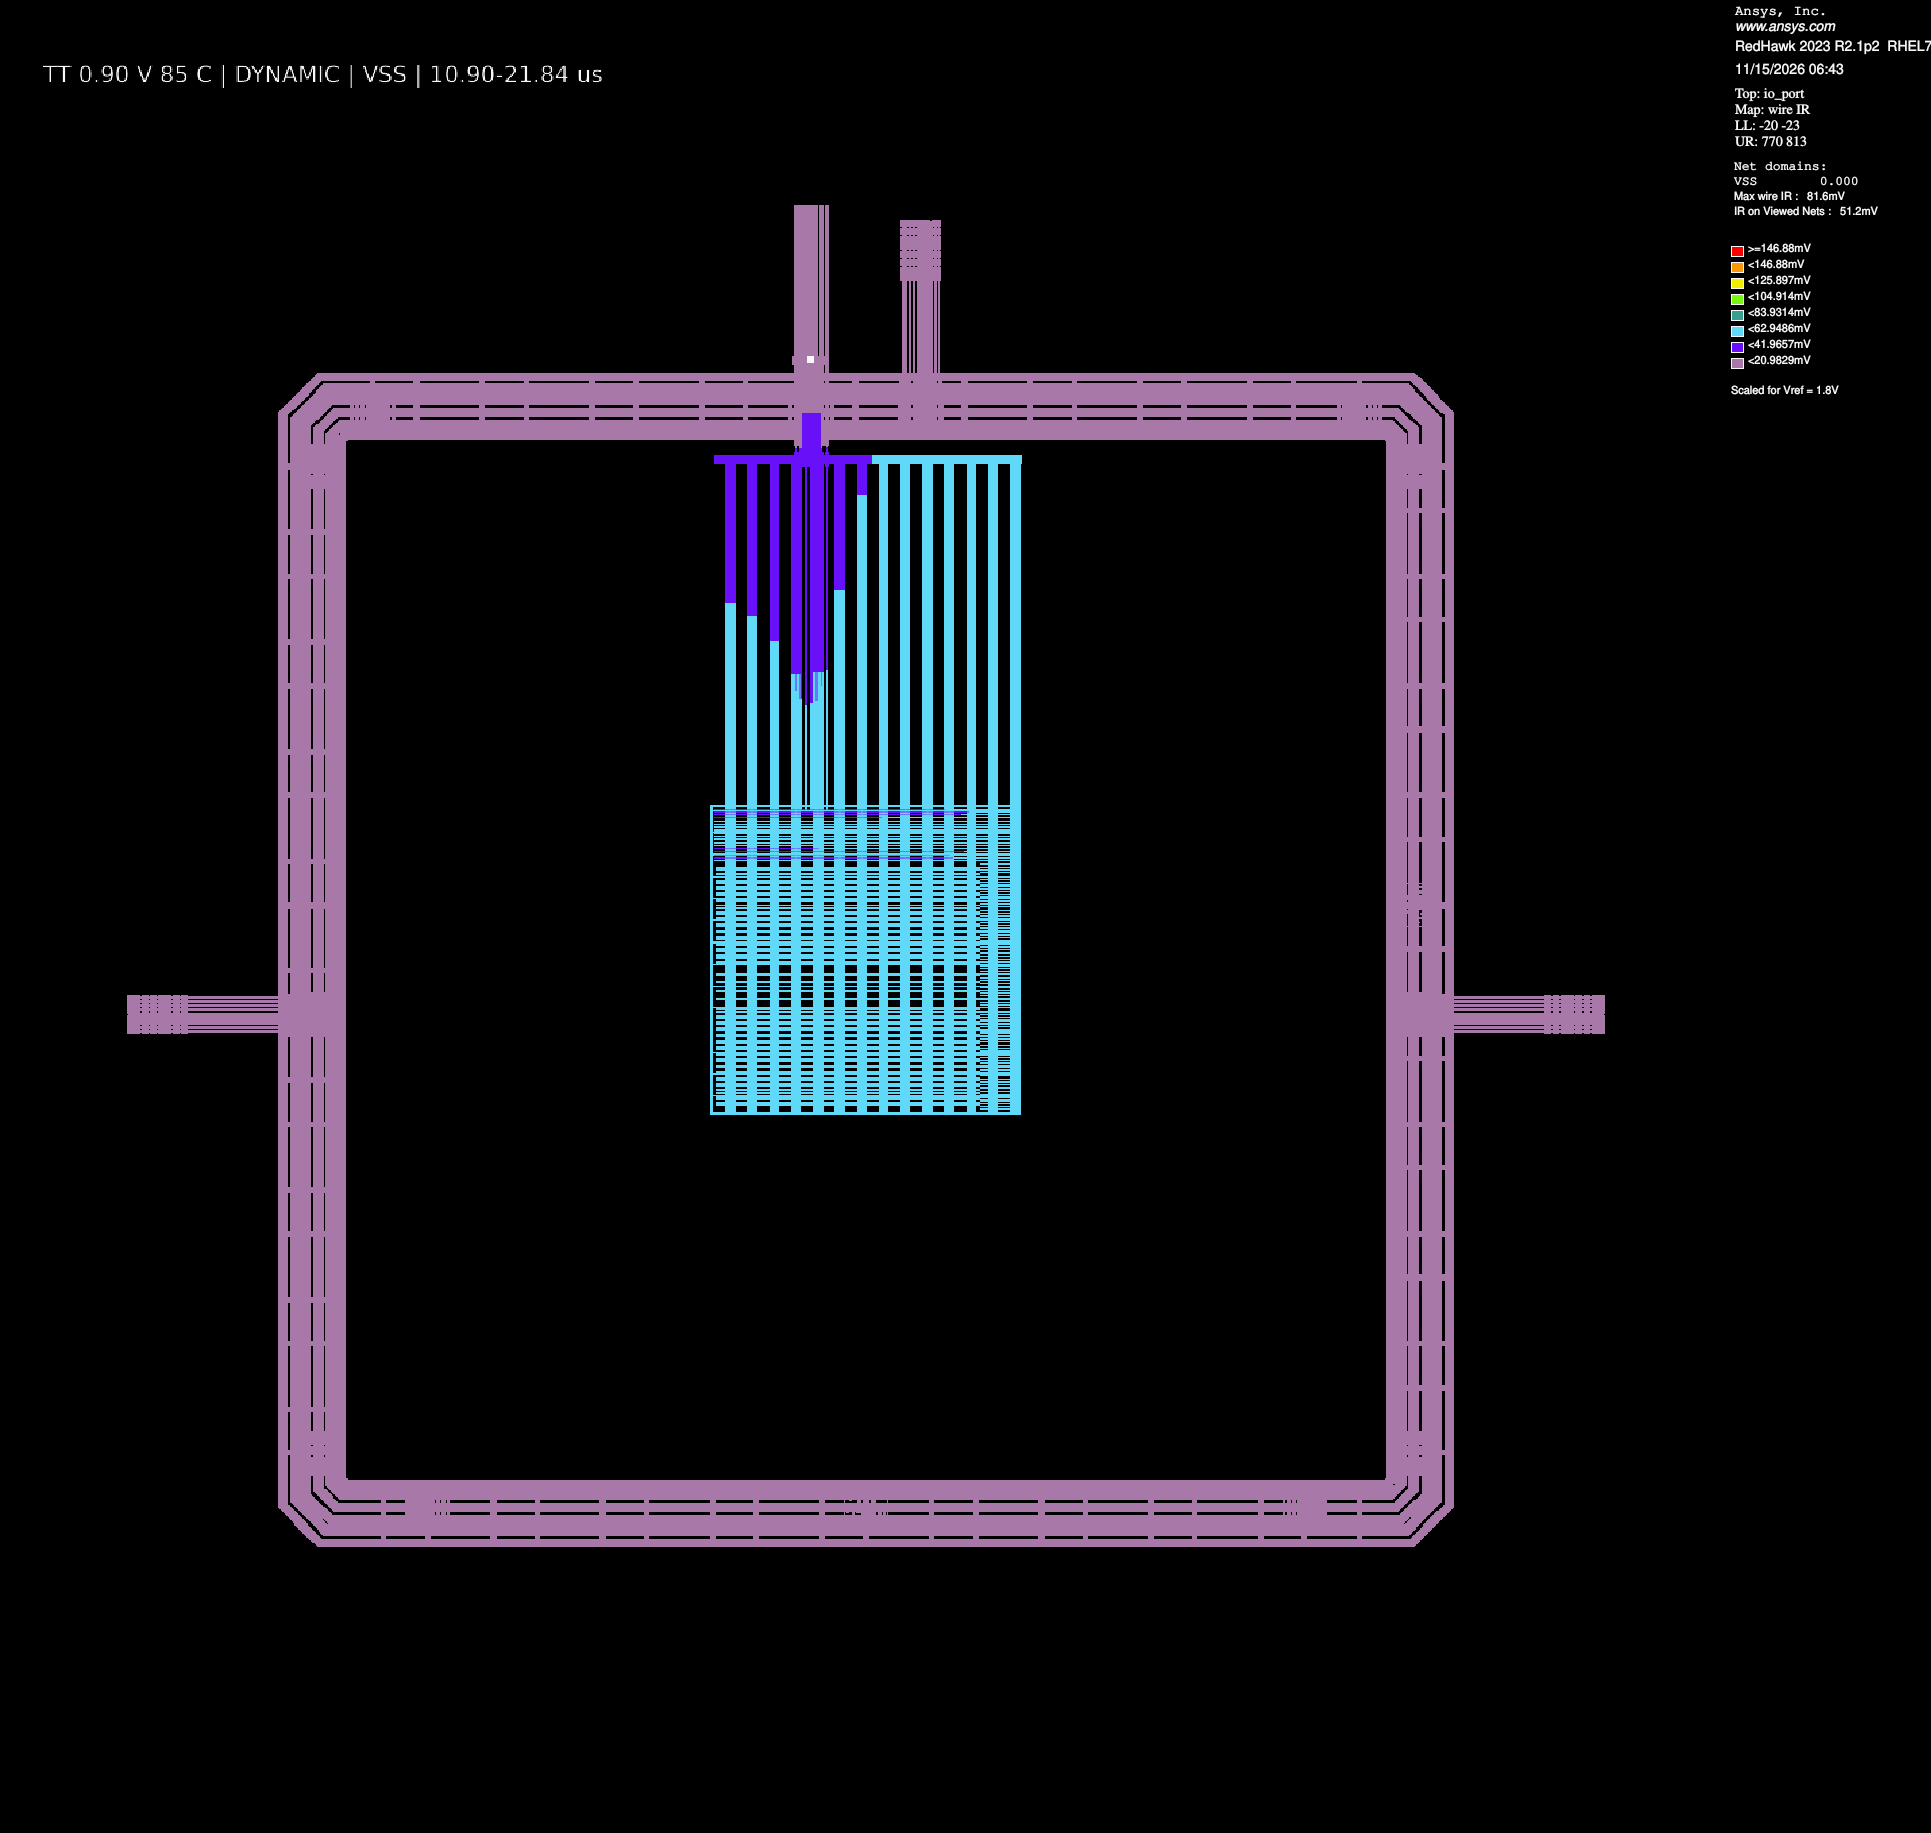 TT 0.90 V 85 C | DYNAMIC | VSS | 10.90-21.84 us
Ansys, Inc.
www.ansys.com
RedHawk 2023 R2.1p2 RHEL7
11/15/2026 06:43
Top: io_port
Map: wire IR
LL: -20 -23
UR: 770 813
Net domains:
VSS 0.000
Max wire IR : 81.6mV
IR on Viewed Nets : 51.2mV
>=146.88mV
<146.88mV
<125.897mV
<104.914mV
<83.9314mV
<62.9486mV
<41.9657mV
<20.9829mV
Scaled for Vref = 1.8V